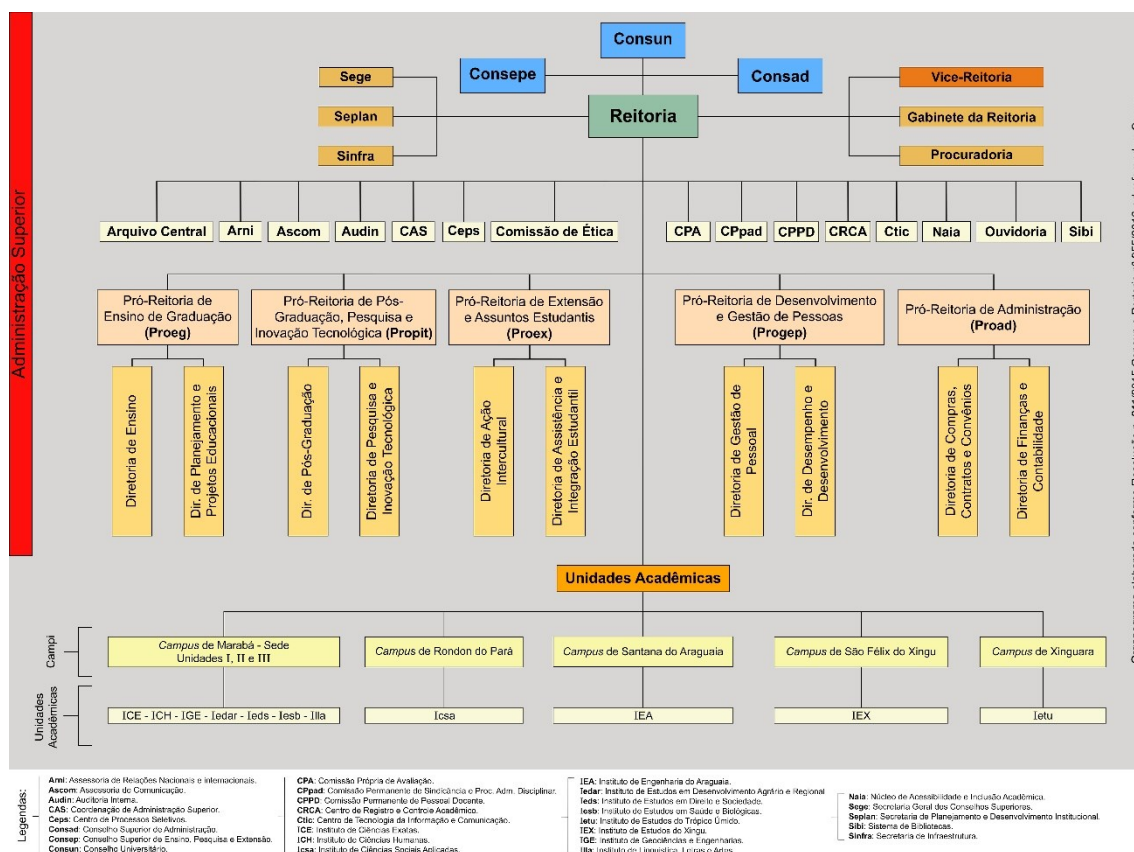 Consun
Consepe
Consad
Sege
Vice-Reitoria
Seplan
Reitoria
Gabinete da Reitoria
Sinfra
Procuradoria
Administração Superior
Arquivo Central
Arni
Ascom
Audin
CAS
Ceps
Comissão de Ética
CPA
CPpad
CPPD
CRCA
Ctic
Naia
Ouvidoria
Sibi
Pró-Reitoria de
Ensino de Graduação
(Proeg)
Pró-Reitoria de Pós-
Graduação, Pesquisa e
Inovação Tecnológica (Propit)
Pró-Reitoria de Extensão
e Assuntos Estudantis
(Proex)
Pró-Reitoria de Desenvolvimento
e Gestão de Pessoas
(Progep)
Pró-Reitoria de Administração
(Proad)
Diretoria de Ensino
Dir. de Planejamento e
Projetos Educacionais
Dir. de Pós-Graduação
Diretoria de Pesquisa e
Inovação Tecnológica
Diretoria de Ação
Intercultural
Diretoria de Assistência e
Integração Estudantil
Diretoria de Gestão de
Pessoal
Dir. de Desempenho e
Desenvolvimento
Diretoria de Compras,
Contratos e Convênios
Diretoria de Finanças e
Contabilidade
Unidades Acadêmicas
Campi
Campus de Marabá - Sede
Unidades I, II e III
Campus de Rondon do Pará
Campus de Santana do Araguaia
Campus de São Félix do Xingu
Campus de Xinguara
Unidades
Acadêmicas
ICE - ICH - IGE - Iedar - Ieds - Iesb - Illa
Icsa
IEA
IEX
Ietu
Legendas:
Arni: Assessoria de Relações Nacionais e internacionais.
Ascom: Assessoria de Comunicação.
Audin: Auditoria Interna.
CAS: Coordenação de Administração Superior.
Ceps: Centro de Processos Seletivos.
Consad: Conselho Superior de Administração.
Consep: Conselho Superior de Ensino, Pesquisa e Extensão.
Consun: Conselho Universitário.
CPA: Comissão Própria de Avaliação.
CPpad: Comissão Permanente de Sindicância o Proc. Adm. Disciplinar.
CPPD: Comissão Permanente de Pessoal Docente.
CRCA: Centro de Registro e Controle Acadêmico.
Ctic: Centro de Tecnologia da Informação e Comunicação.
ICE: Instituto de Ciências Exatas.
ICH: Instituto de Ciências Humanas.
Icsa: Instituto de Ciências Sociais Aplicadas.
IEA: Instituto de Engenharia do Araguaia.
Iedar: Instituto de Estudos em Desenvolvimento Agrário e Regional
Ieds: Instituto de Estudos em Direito e Sociedade.
Iesb: Instituto de Estudos em Saúde e Biológicas.
Ietu: Instituto de Estudos do Trópico Úmido.
IEX: Instituto de Estudos do Xingu.
IGE: Instituto de Geociências e Engenharias.
Illa: Instituto de Linguística, Letras e Artes.
Naia: Núcleo de Acessibilidade e Inclusão Acadêmica.
Sege: Secretaria Geral dos Conselhos Superiores.
Seplan: Secretaria de Planejamento e Desenvolvimento Institucional.
Sibi: Sistema de Bibliotecas.
Sinfra: Secretaria de Infraestrutura.